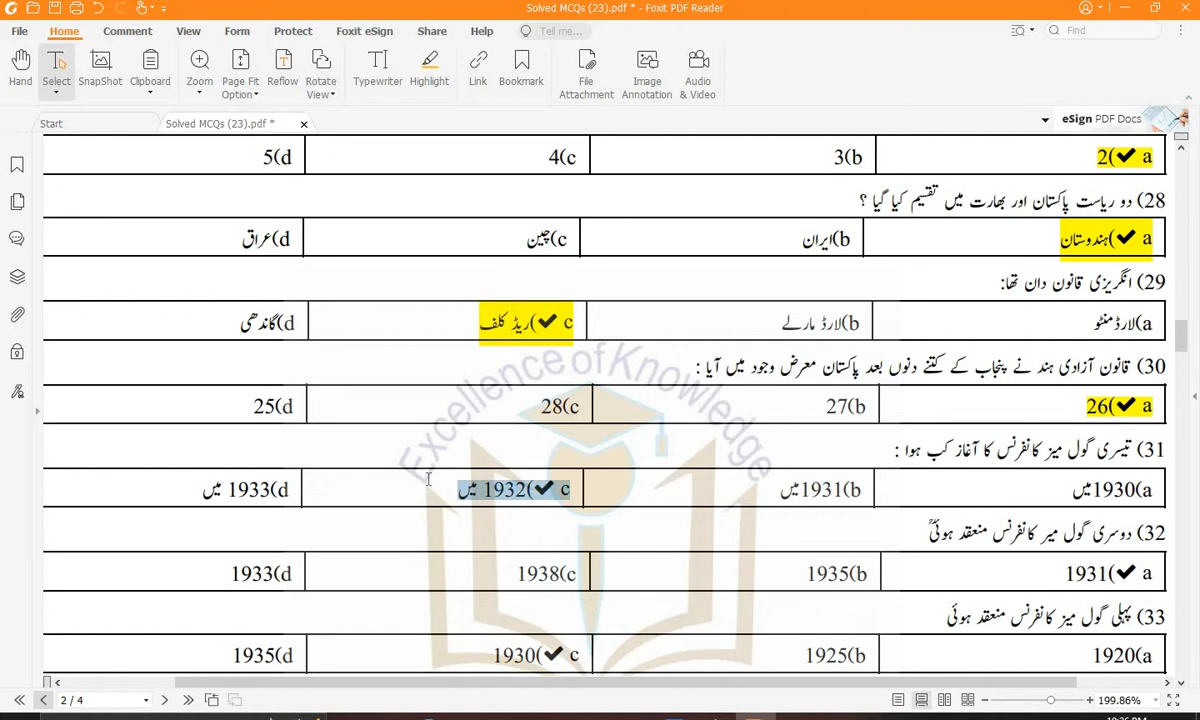 Solved MCQs (23).pdf * - Foxit PDF Reader
File Home Comment View Form Protect Foxit eSign Share Help Tell me... Find
Hand Select SnapShot Clipboard Zoom Page Fit Option Reflow Rotate View Typewriter Highlight Link Bookmark File Attachment Image Annotation Audio & Video
Start Solved MCQs (23).pdf * eSign PDF Docs
a ✔)2 b)3 c)4 d)5
28) دو ریاست پاکستان اور بھارت میں تقسیم کیا گیا ؟
a ✔)ہندوستان b)ایران c)چین d)عراق
29) انگریزی قانون دان تھا:
a)لارڈ منٹو b)لارڈ مارلے c ✔)ریڈ کلف d)گاندھی
30) قانون آزادی ہند نے پنجاب کے کتنے دنوں بعد پاکستان معرض وجود میں آیا :
a ✔)26 b)27 c)28 d)25
31) تیسری گول میز کانفرنس کا آغاز کب ہوا :
a)1930میں b)1931میں c ✔)1932 میں d)1933 میں
32) دوسری گول میر کانفرنس منعقد ہوئی
a ✔)1931 b)1935 c)1938 d)1933
33) پہلی گول میز کانفرنس منعقد ہوئی
a)1920 b)1925 c ✔)1930 d)1935
Excellence of Knowledge
2 / 4 199.86%